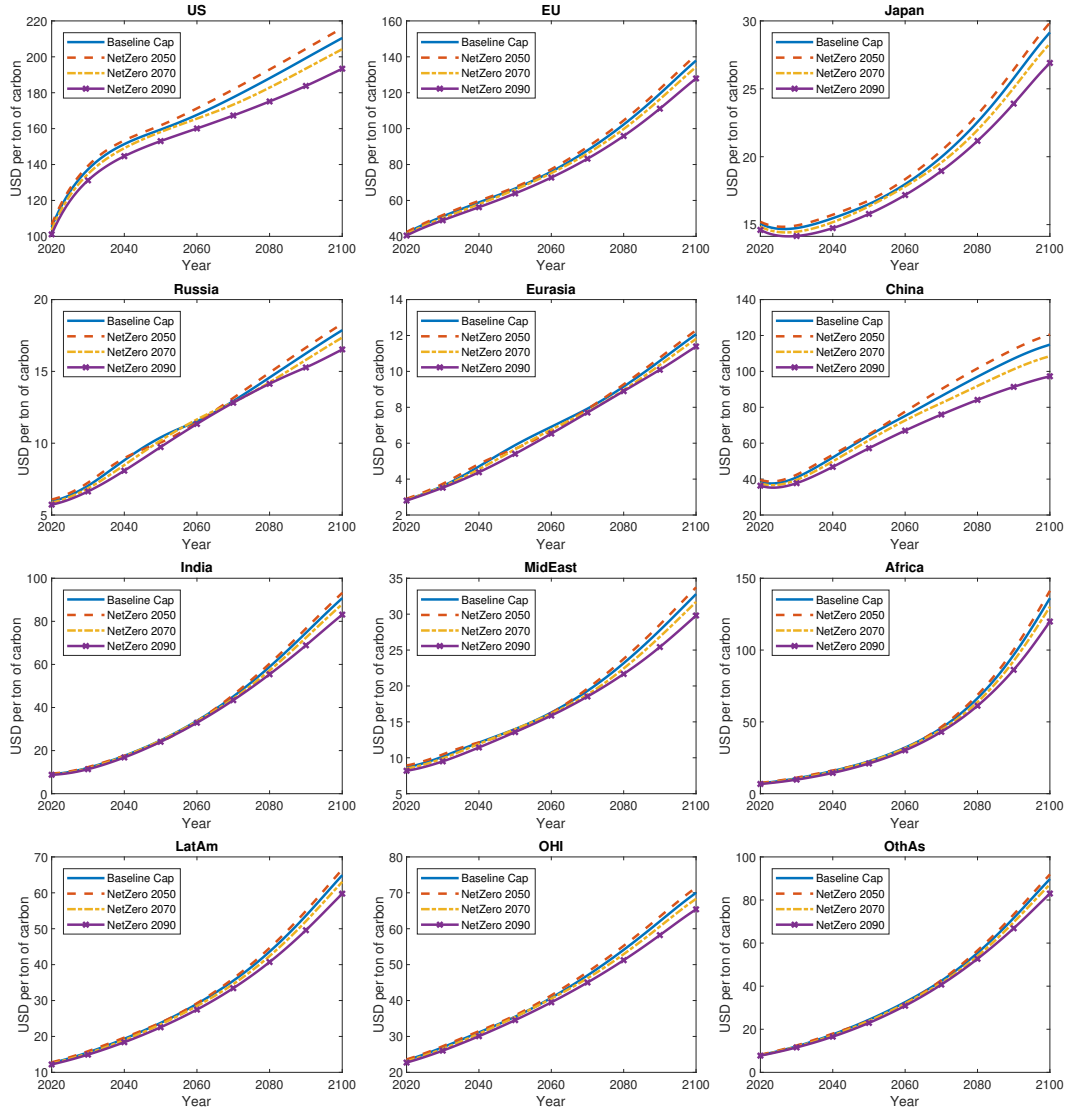 US
220
200
180
160
140
120
100
2020
2040
2060
2080
2100
Year
USD per ton of carbon
Baseline Cap
NetZero 2050
NetZero 2070
NetZero 2090
EU
160
140
120
100
80
60
40
2020
2040
2060
2080
2100
Year
USD per ton of carbon
Baseline Cap
NetZero 2050
NetZero 2070
NetZero 2090
Japan
30
25
20
15
2020
2040
2060
2080
2100
Year
USD per ton of carbon
Baseline Cap
NetZero 2050
NetZero 2070
NetZero 2090
Russia
20
15
10
5
2020
2040
2060
2080
2100
Year
USD per ton of carbon
Baseline Cap
NetZero 2050
NetZero 2070
NetZero 2090
Eurasia
14
12
10
8
6
4
2
2020
2040
2060
2080
2100
Year
USD per ton of carbon
Baseline Cap
NetZero 2050
NetZero 2070
NetZero 2090
China
140
120
100
80
60
40
20
2020
2040
2060
2080
2100
Year
USD per ton of carbon
Baseline Cap
NetZero 2050
NetZero 2070
NetZero 2090
India
100
80
60
40
20
0
2020
2040
2060
2080
2100
Year
USD per ton of carbon
Baseline Cap
NetZero 2050
NetZero 2070
NetZero 2090
MidEast
35
30
25
20
15
10
5
2020
2040
2060
2080
2100
Year
USD per ton of carbon
Baseline Cap
NetZero 2050
NetZero 2070
NetZero 2090
Africa
150
100
50
0
2020
2040
2060
2080
2100
Year
USD per ton of carbon
Baseline Cap
NetZero 2050
NetZero 2070
NetZero 2090
LatAm
70
60
50
40
30
20
10
2020
2040
2060
2080
2100
Year
USD per ton of carbon
Baseline Cap
NetZero 2050
NetZero 2070
NetZero 2090
OHI
80
70
60
50
40
30
20
2020
2040
2060
2080
2100
Year
USD per ton of carbon
Baseline Cap
NetZero 2050
NetZero 2070
NetZero 2090
OthAs
100
80
60
40
20
0
2020
2040
2060
2080
2100
Year
USD per ton of carbon
Baseline Cap
NetZero 2050
NetZero 2070
NetZero 2090